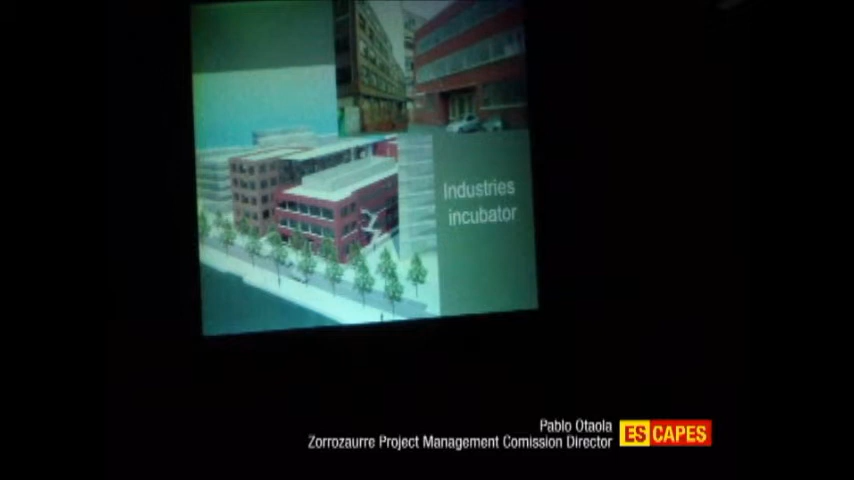 Industries
incubator
Pablo Otaola
Zorrozaurre Project Management Comission Director
ES CAPES